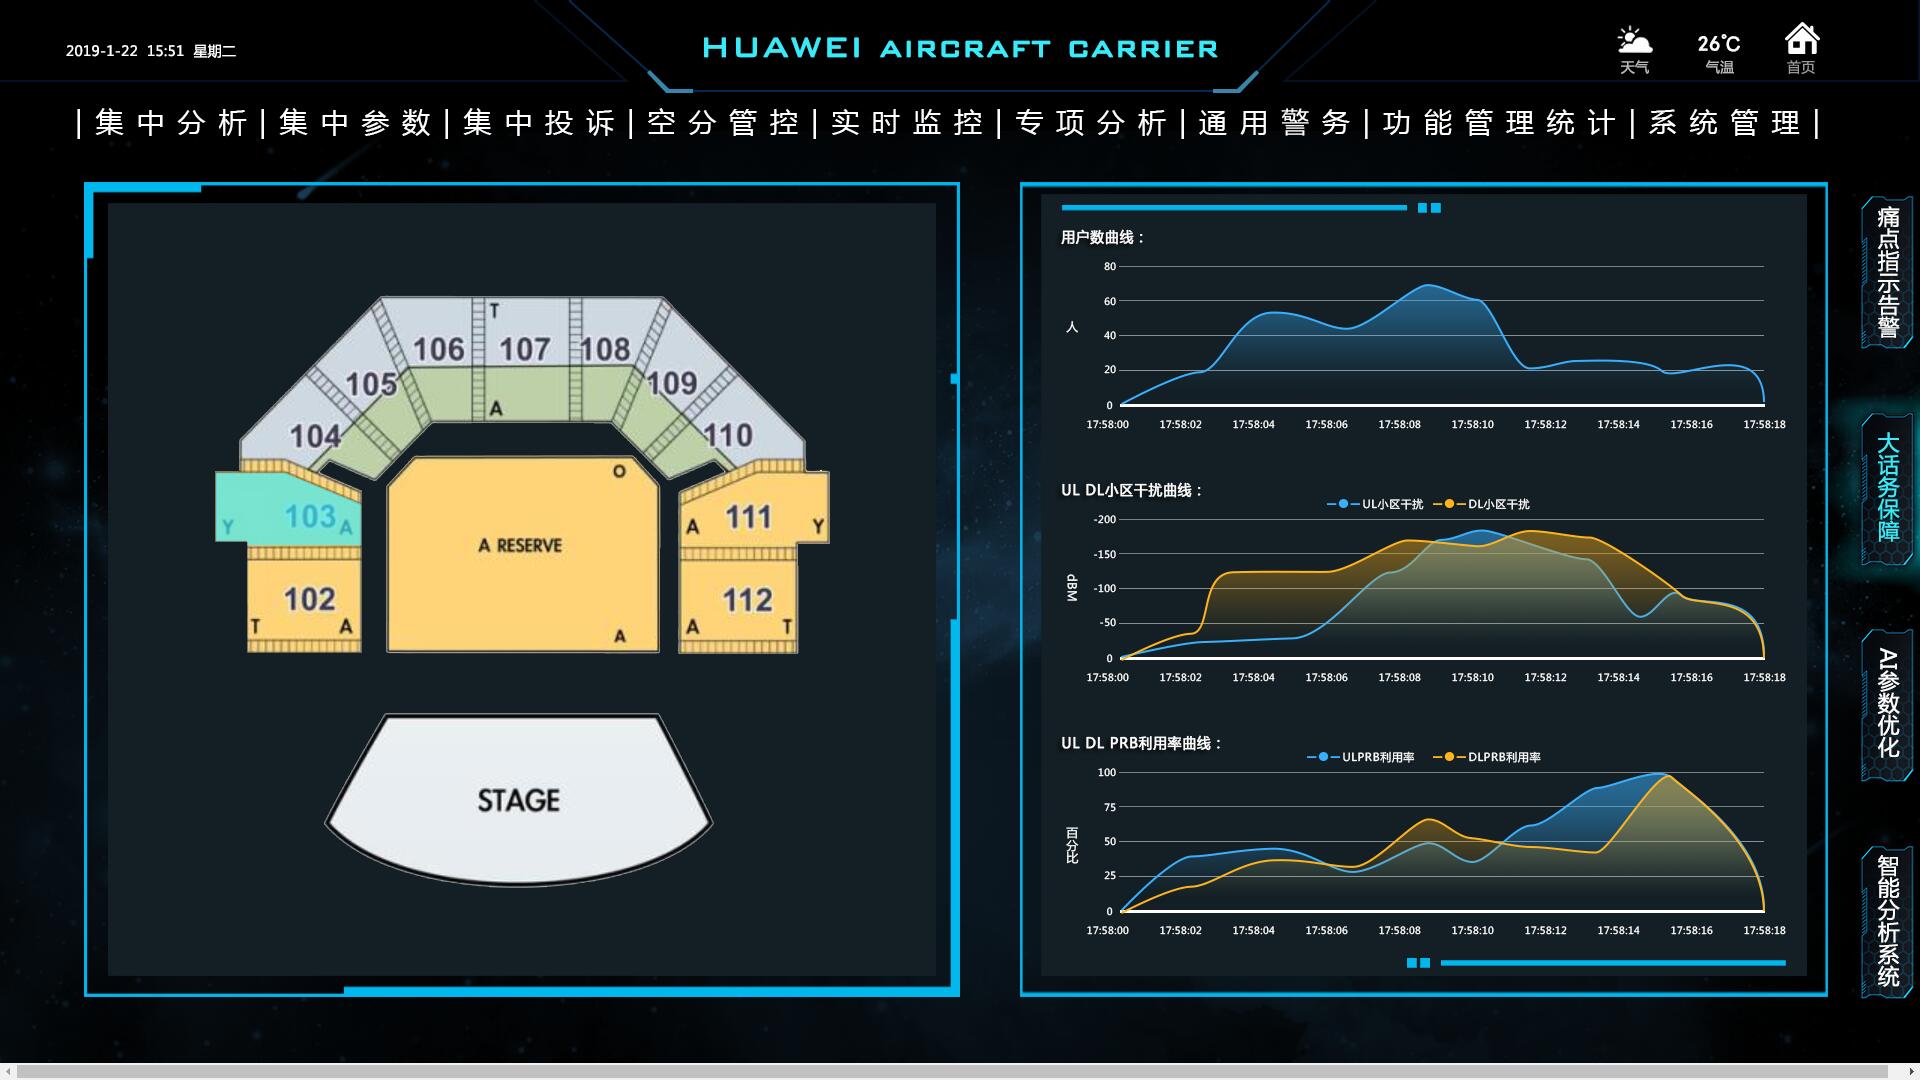 2019-1-22 15:51 星期二
HUAWEI AIRCRAFT CARRIER
26℃
天气 气温 首页
|集中分析|集中参数|集中投诉|空分管控|实时监控|专项分析|通用警务|功能管理统计|系统管理|
T
106 107 108
105 109
A
104 110
O
Y 103 A
A RESERVE
A 111 Y
102
T A
112
A T
A
STAGE
用户数曲线：
人
80
60
40
20
0
17:58:00 17:58:02 17:58:04 17:58:06 17:58:08 17:58:10 17:58:12 17:58:14 17:58:16 17:58:18
UL DL小区干扰曲线：
UL小区干扰 DL小区干扰
dBM
-200
-150
-100
-50
0
17:58:00 17:58:02 17:58:04 17:58:06 17:58:08 17:58:10 17:58:12 17:58:14 17:58:16 17:58:18
UL DL PRB利用率曲线：
ULPRB利用率 DLPRB利用率
百分比
100
75
50
25
0
17:58:00 17:58:02 17:58:04 17:58:06 17:58:08 17:58:10 17:58:12 17:58:14 17:58:16 17:58:18
痛点指示告警
大话务保障
AI参数优化
智能分析系统